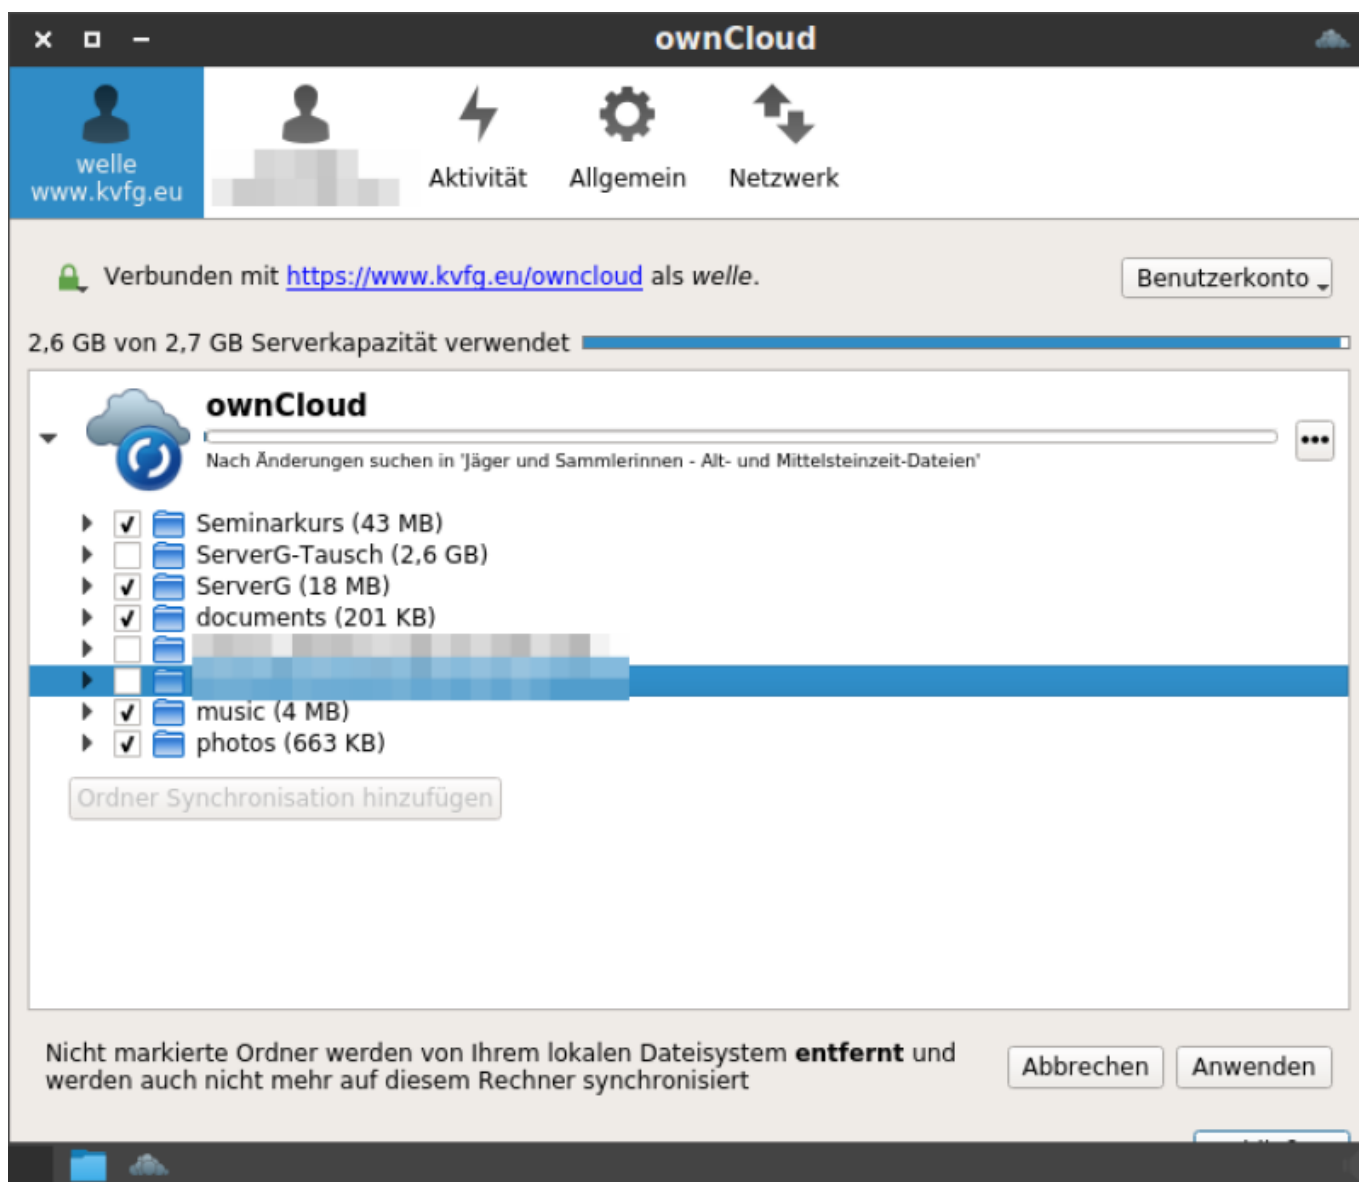 ownCloud
welle
www.kvfg.eu
Aktivität
Allgemein
Netzwerk
Verbunden mit https://www.kvfg.eu/owncloud als welle.
Benutzerkonto
2,6 GB von 2,7 GB Serverkapazität verwendet
ownCloud
Nach Änderungen suchen in 'Jäger und Sammlerinnen - Alt- und Mittelsteinzeit-Dateien'
Seminarkurs (43 MB)
ServerG-Tausch (2,6 GB)
ServerG (18 MB)
documents (201 KB)
music (4 MB)
photos (663 KB)
Ordner Synchronisation hinzufügen
Nicht markierte Ordner werden von Ihrem lokalen Dateisystem entfernt und
werden auch nicht mehr auf diesem Rechner synchronisiert
Abbrechen
Anwenden